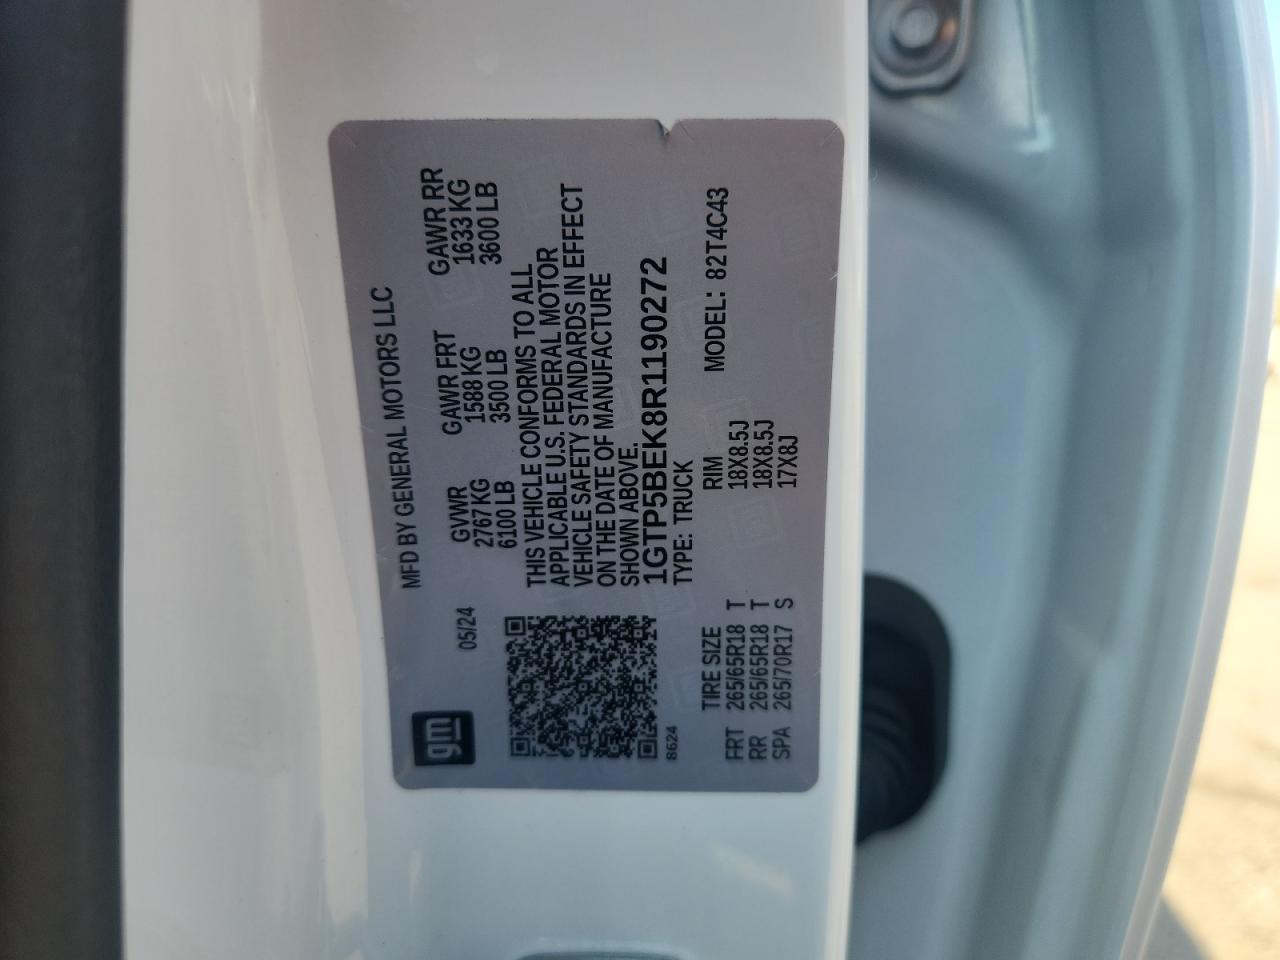 MFD BY GENERAL MOTORS LLC
gm
05/24
GVWR GAWR FRT GAWR RR
2767 KG 1588 KG 1633 KG
6100 LB 3500 LB 3600 LB
THIS VEHICLE CONFORMS TO ALL
APPLICABLE U.S. FEDERAL MOTOR
VEHICLE SAFETY STANDARDS IN EFFECT
ON THE DATE OF MANUFACTURE
SHOWN ABOVE.
1GTP5BEK8R1190272
8624
TYPE: TRUCK
MODEL: 82T4C43
TIRE SIZE RIM
FRT 265/65R18 T 18X8.5J
RR 265/65R18 T 18X8.5J
SPA 265/70R17 S 17X8J